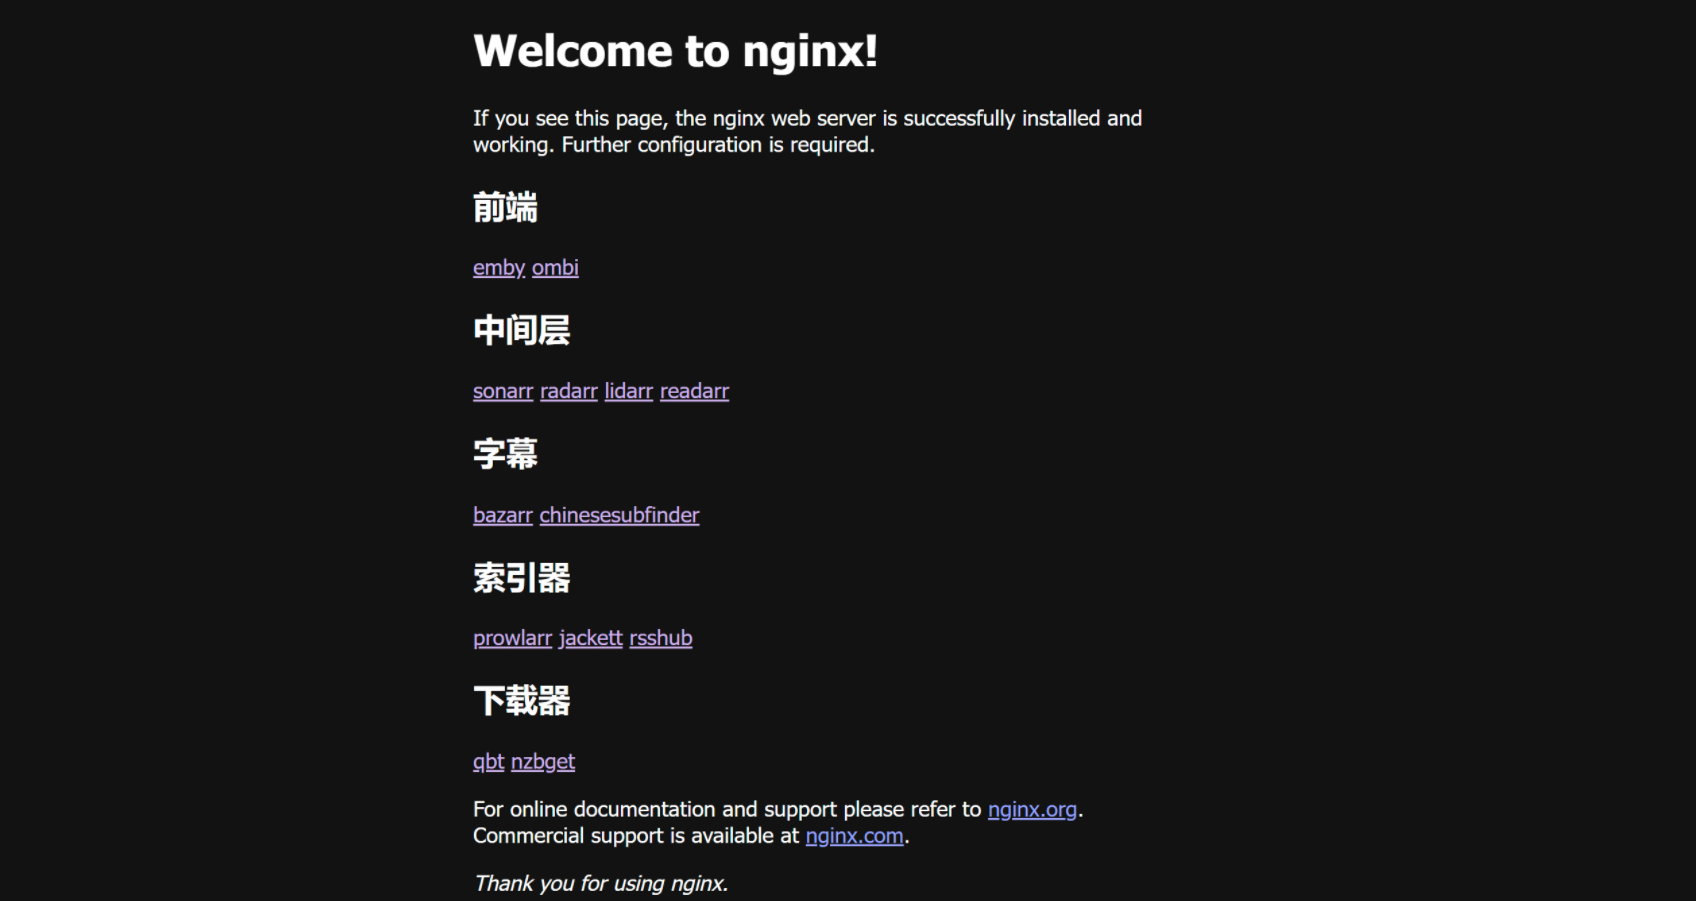 Welcome to nginx!
If you see this page, the nginx web server is successfully installed and
working. Further configuration is required.
前端
emby ombi
中间层
sonarr radarr lidarr readarr
字幕
bazarr chinesesubfinder
索引器
prowlarr jackett rsshub
下载器
qbt nzbget
For online documentation and support please refer to nginx.org.
Commercial support is available at nginx.com.
Thank you for using nginx.